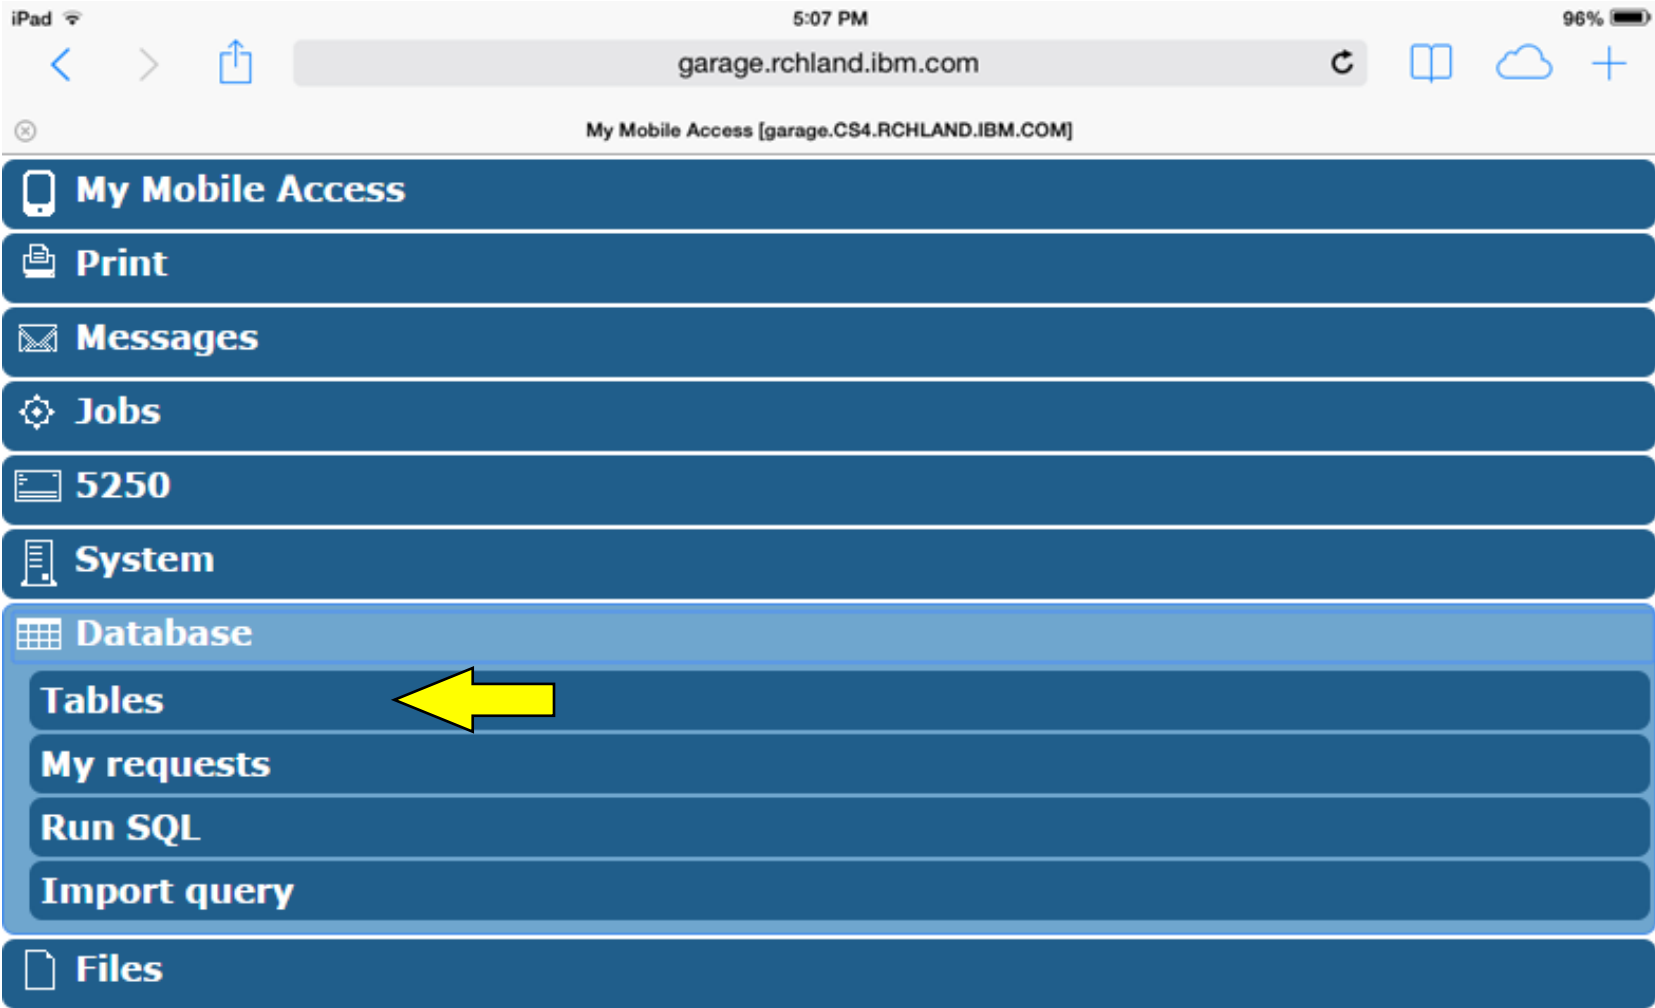 iPad 5:07 PM 96%
garage.rchland.ibm.com
My Mobile Access [garage.CS4.RCHLAND.IBM.COM]
My Mobile Access
Print
Messages
Jobs
5250
System
Database
Tables
My requests
Run SQL
Import query
Files